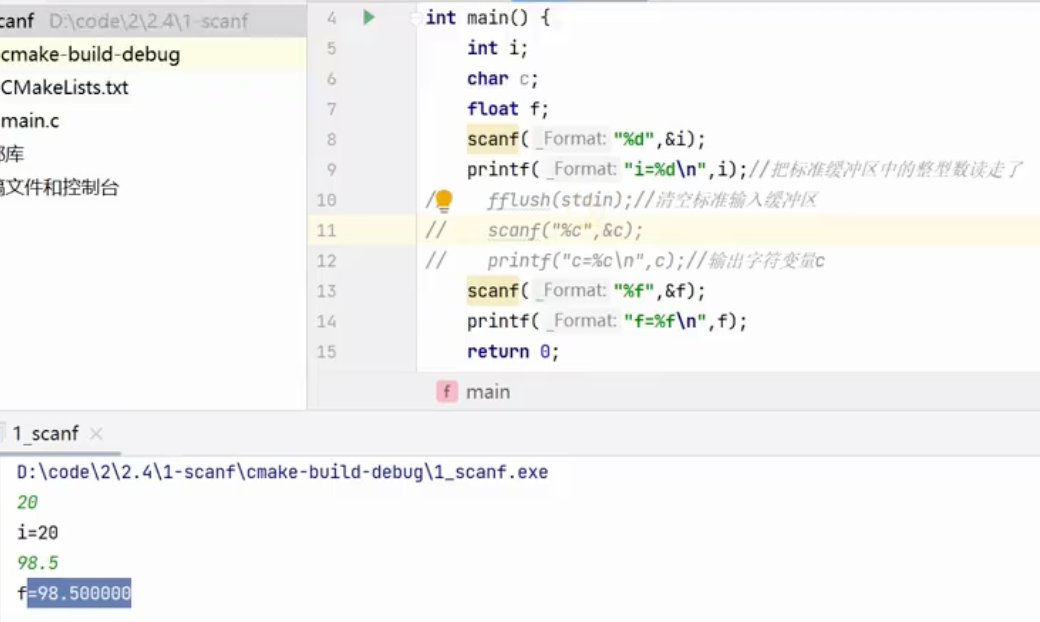 canf D:\code\2\2.4\1-scanf
cmake-build-debug
CMakeLists.txt
main.c
部库
文件和控制台
4 int main() {
5 int i;
6 char c;
7 float f;
8 scanf( _Format: "%d",&i);
9 printf( _Format: "i=%d\n",i);//把标准缓冲区中的整型数读走了
10 / fflush(stdin);//清空标准输入缓冲区
11 // scanf("%c",&c);
12 // printf("c=%c\n",c);//输出字符变量c
13 scanf( _Format: "%f",&f);
14 printf( _Format: "f=%f\n",f);
15 return 0;
f main
1_scanf ×
D:\code\2\2.4\1-scanf\cmake-build-debug\1_scanf.exe
20
i=20
98.5
f=98.500000